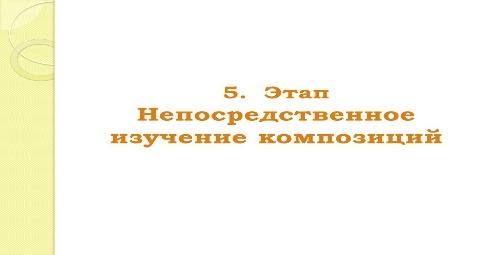 5. Этап
Непосредственное
изучение композиций